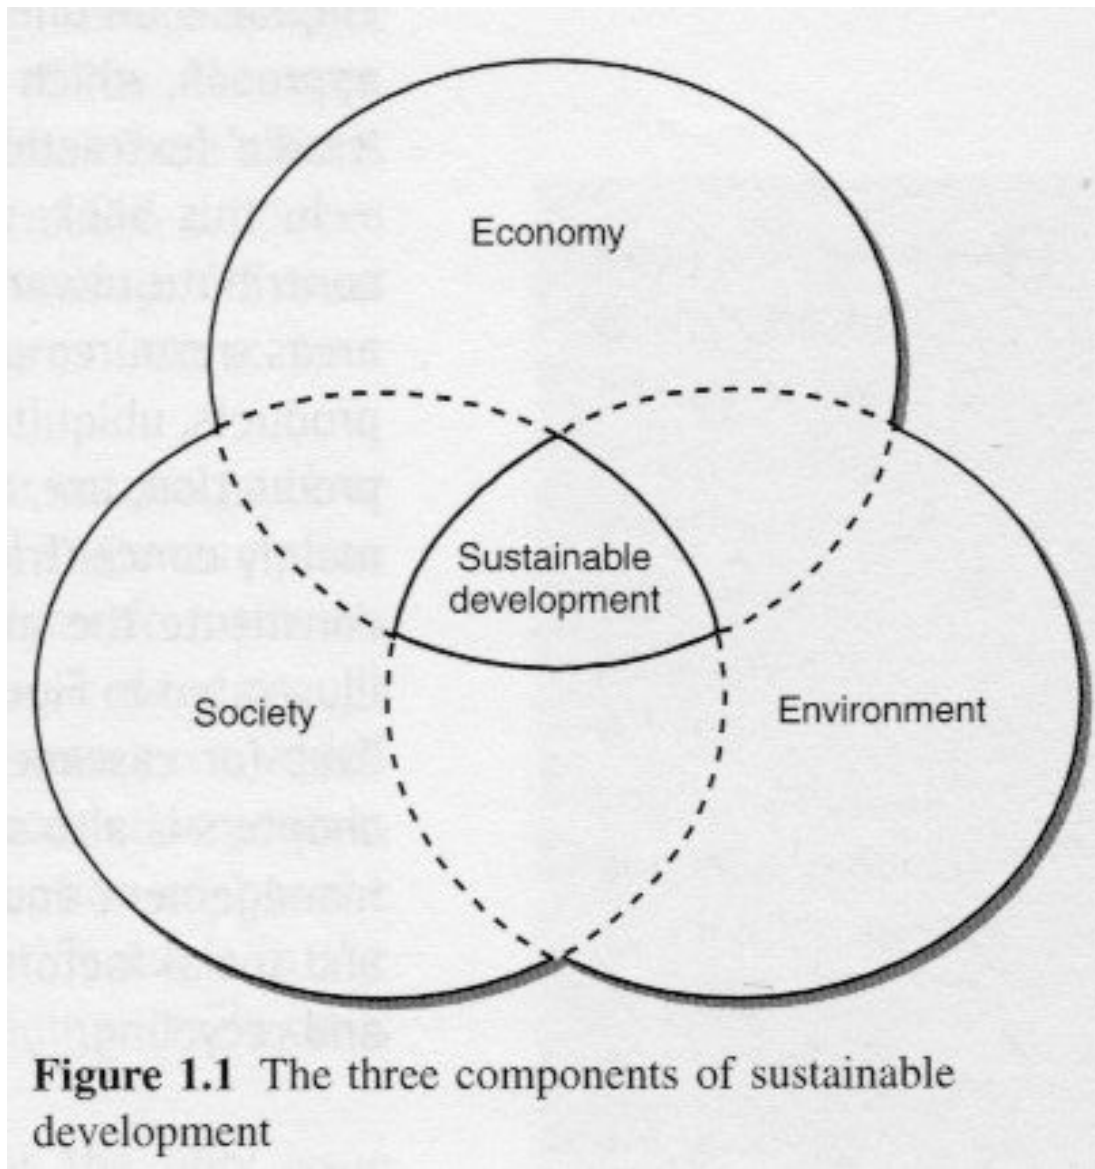 Economy
Sustainable
development
Society
Environment
Figure 1.1 The three components of sustainable
development